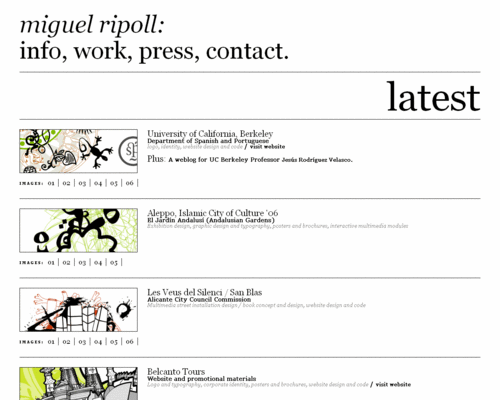 miguel ripoll:
info, work, press, contact.
latest
University of California, Berkeley
Department of Spanish and Portuguese
logo, identity, website design and code / visit website
Plus: A weblog for UC Berkeley Professor Jesús Rodríguez Velasco.
IMAGES: 01 | 02 | 03 | 04 | 05 | 06 |
Aleppo, Islamic City of Culture '06
El Jardín Andalusí (Andalusian Gardens)
Exhibition design, graphic design and typography, posters and brochures, interactive multimedia modules
IMAGES: 01 | 02 | 03 | 04 | 05 |
Les Veus del Silenci / San Blas
Alicante City Council Commission
Multimedia street installation design / book concept and design, website design and code
IMAGES: 01 | 02 | 03 | 04 | 05 | 06 |
Belcanto Tours
Website and promotional materials
Logo and typography, corporate identity, posters and brochures, website design and code / visit website